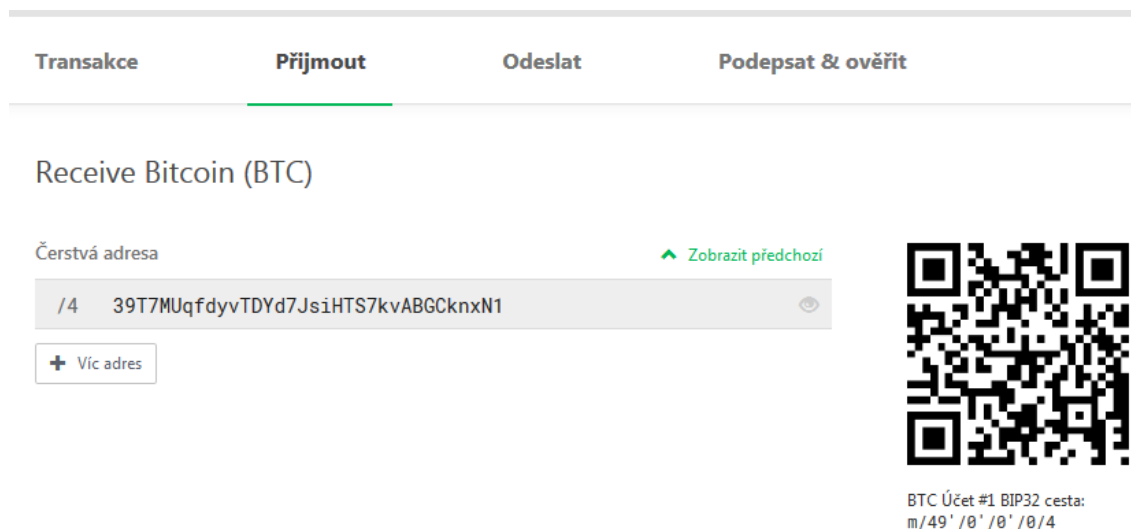 Transakce Přijmout Odeslat Podepsat & ověřit
Receive Bitcoin (BTC)
Čerstvá adresa Zobrazit předchozí
/4 39T7MUqfdyvTDYd7JsiHTS7kvABGCknxN1
Víc adres
BTC Účet #1 BIP32 cesta:
m/49'/0'/0'/0/4